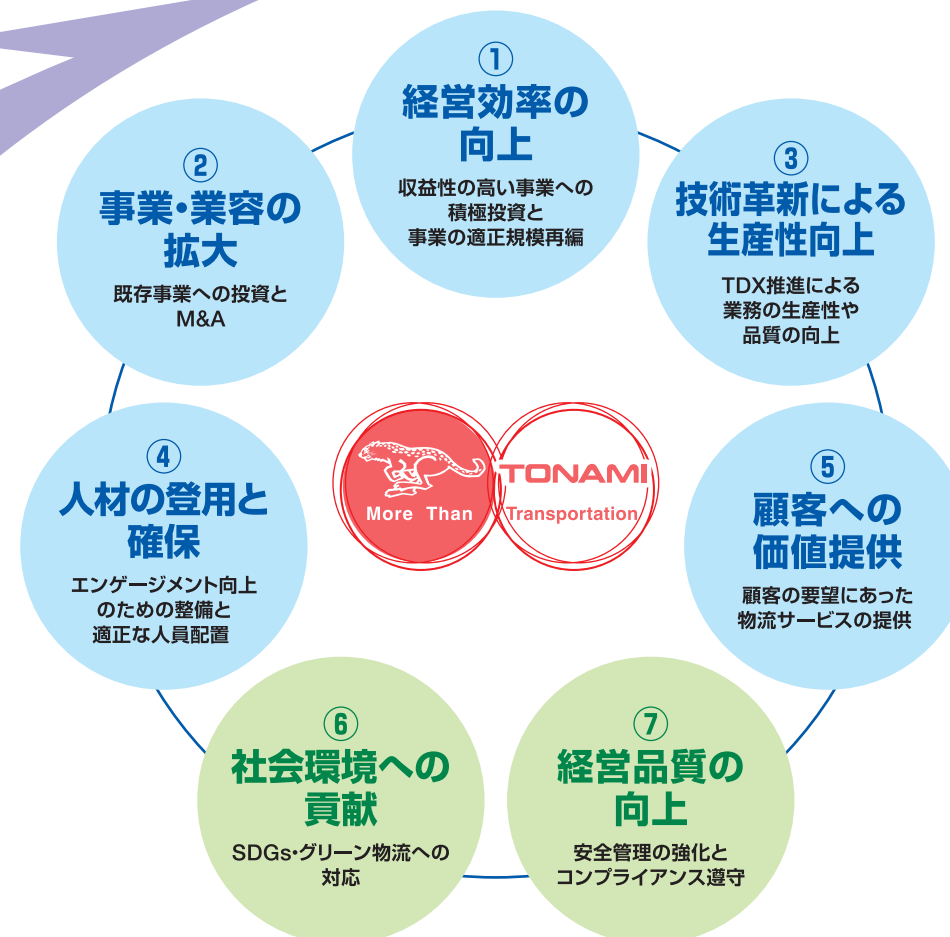 ①
経営効率の
向上
収益性の高い事業への
積極投資と
事業の適正規模再編
②
事業・業容の
拡大
既存事業への投資と
M&A
③
技術革新による
生産性向上
TDX推進による
業務の生産性や
品質の向上
④
人材の登用と
確保
エンゲージメント向上
のための整備と
適正な人員配置
More Than
TONAMI
Transportation
⑤
顧客への
価値提供
顧客の要望にあった
物流サービスの提供
⑥
社会環境への
貢献
SDGs・グリーン物流への
対応
⑦
経営品質の
向上
安全管理の強化と
コンプライアンス遵守